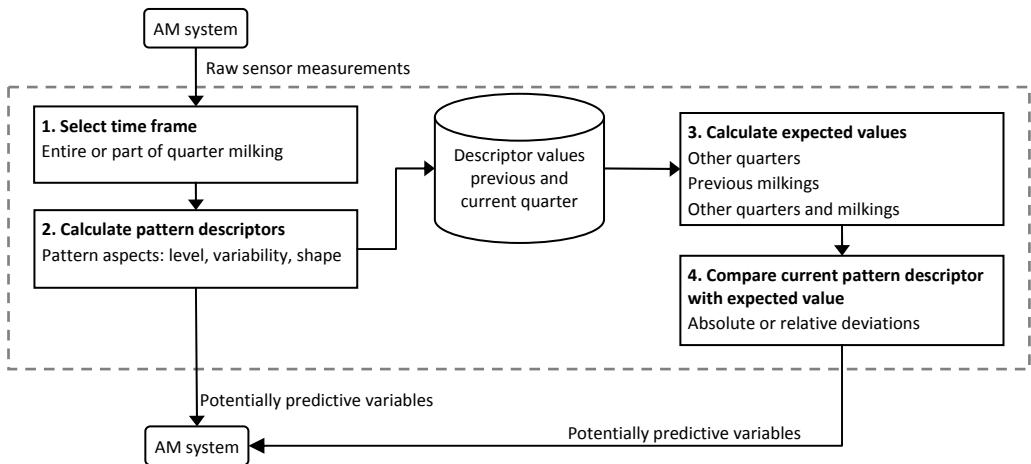 AM system
Raw sensor measurements
1. Select time frame
Entire or part of quarter milking
2. Calculate pattern descriptors
Pattern aspects: level, variability, shape
Descriptor values
previous and
current quarter
3. Calculate expected values
Other quarters
Previous milkings
Other quarters and milkings
4. Compare current pattern descriptor
with expected value
Absolute or relative deviations
Potentially predictive variables
Potentially predictive variables
AM system